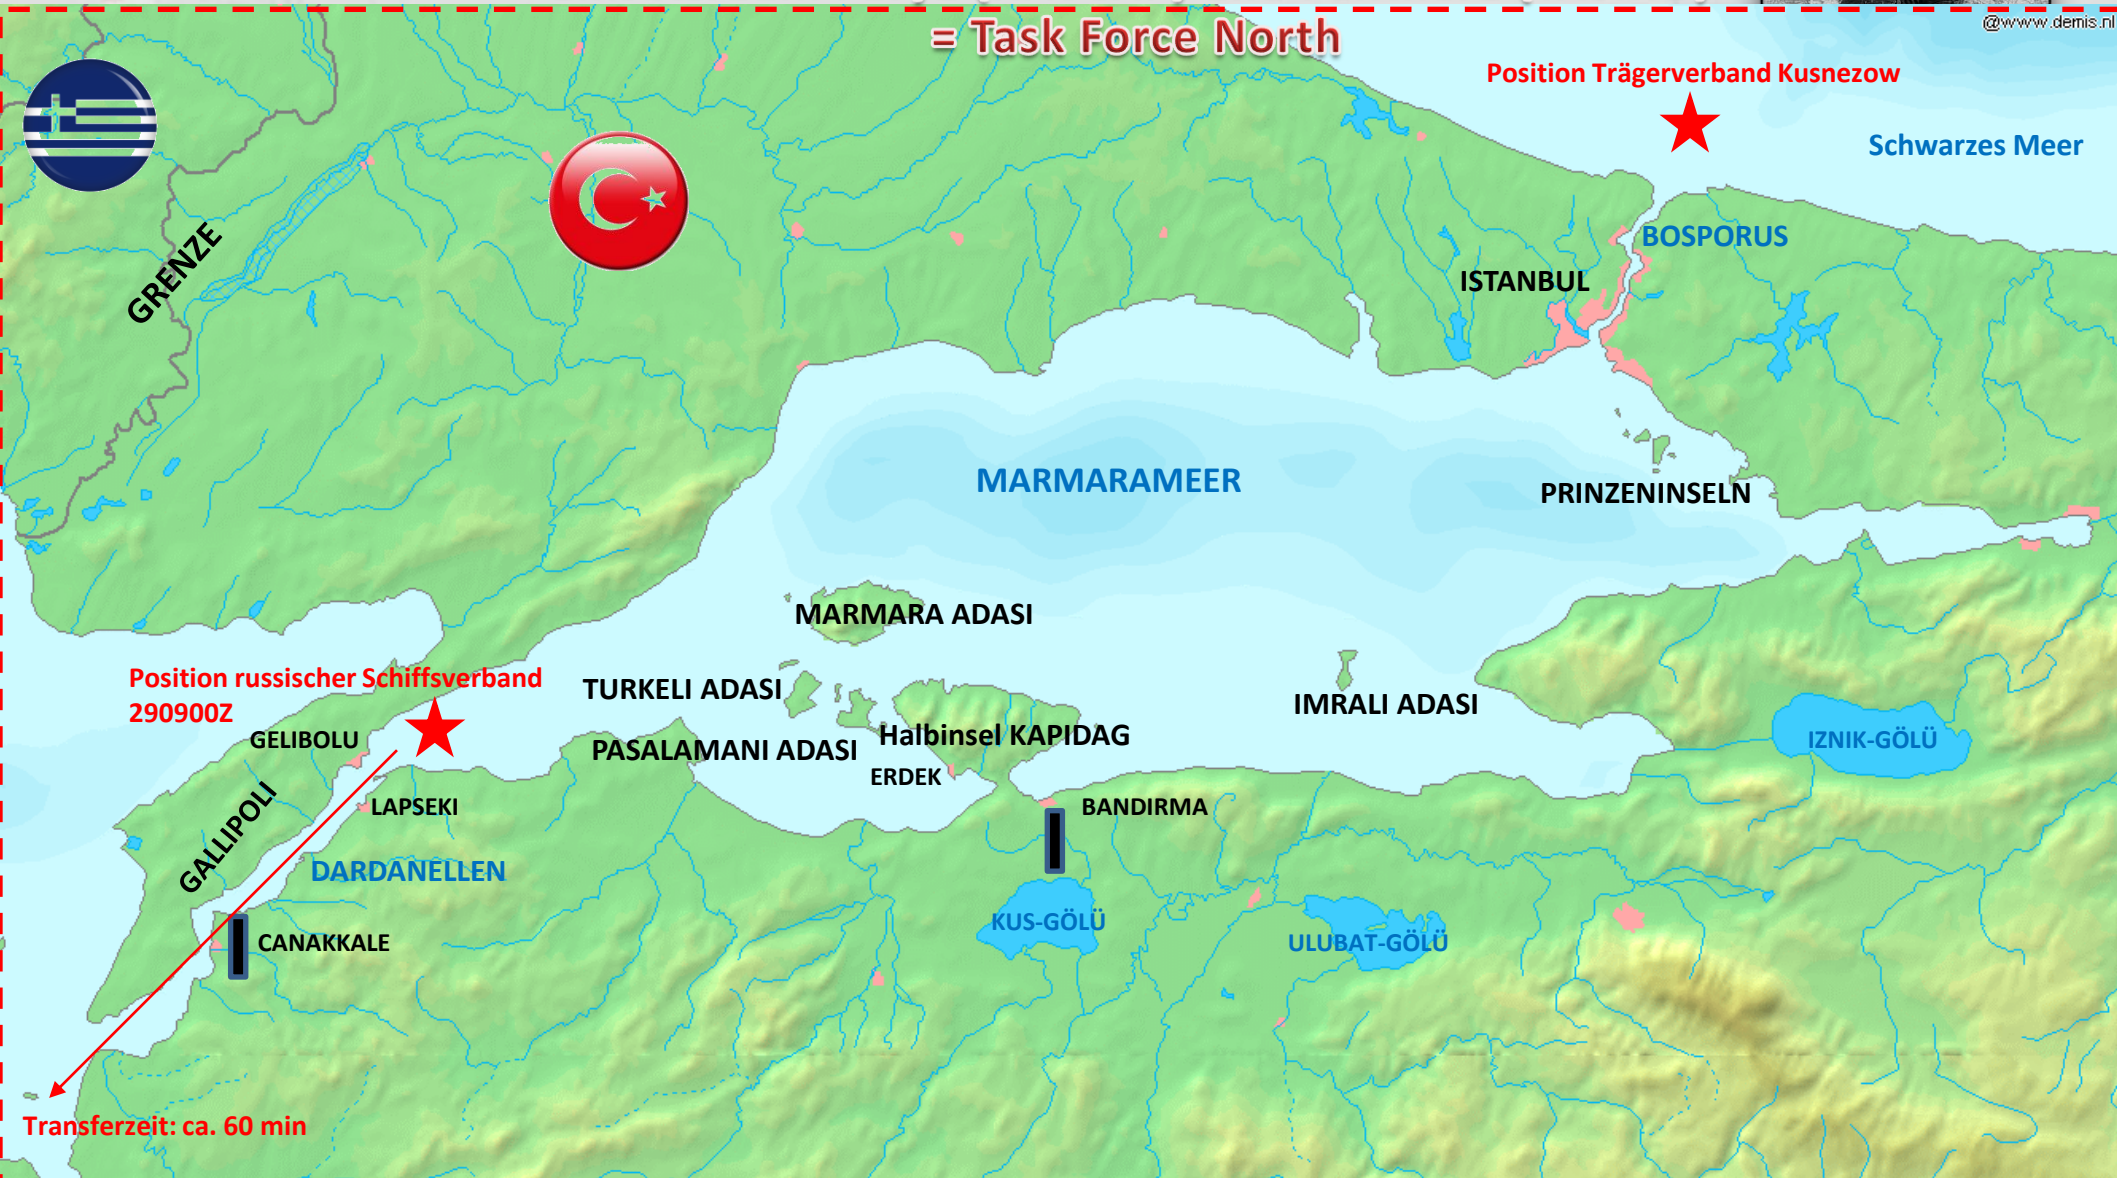 = Task Force North
@www.demis.nl
Position Trägerverband Kusnezow
Schwarzes Meer
GRENZE
BOSPORUS
ISTANBUL
MARMARAMEER
PRINZENINSELN
MARMARA ADASI
Position russischer Schiffsverband
290900Z
TURKELI ADASI
IMRALI ADASI
GELIBOLU
PASALAMANI ADASI
Halbinsel KAPIDAG
IZNIK-GÖLÜ
ERDEK
LAPSEKI
BANDIRMA
GALLIPOLI
DARDANELLEN
KUS-GÖLÜ
CANAKKALE
ULUBAT-GÖLÜ
Transferzeit: ca. 60 min